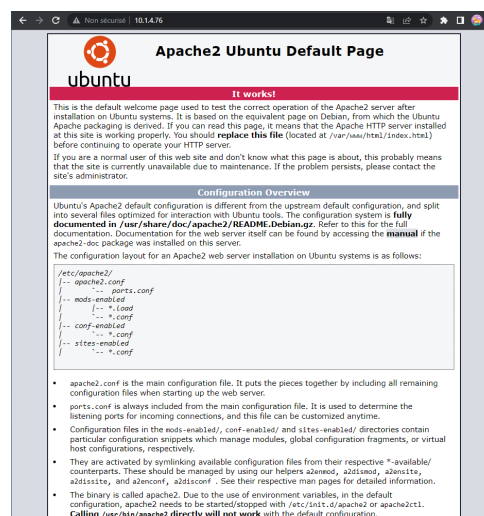 Non sécurisé | 10.1.4.76
Apache2 Ubuntu Default Page
ubuntu
It works!
This is the default welcome page used to test the correct operation of the Apache2 server after
installation on Ubuntu systems. It is based on the equivalent page on Debian, from which the Ubuntu
Apache packaging is derived. If you can read this page, it means that the Apache HTTP server installed
at this site is working properly. You should replace this file (located at /var/www/html/index.html)
before continuing to operate your HTTP server.
If you are a normal user of this web site and don't know what this page is about, this probably means
that the site is currently unavailable due to maintenance. If the problem persists, please contact the
site's administrator.
Configuration Overview
Ubuntu's Apache2 default configuration is different from the upstream default configuration, and split
into several files optimized for interaction with Ubuntu tools. The configuration system is fully
documented in /usr/share/doc/apache2/README.Debian.gz. Refer to this for the full
documentation. Documentation for the web server itself can be found by accessing the manual if the
apache2-doc package was installed on this server.
The configuration layout for an Apache2 web server installation on Ubuntu systems is as follows:
/etc/apache2/
|-- apache2.conf
|       `--  ports.conf
|-- mods-enabled
|       |-- *.load
|       `-- *.conf
|-- conf-enabled
|       `-- *.conf
|-- sites-enabled
|       `-- *.conf
• apache2.conf is the main configuration file. It puts the pieces together by including all remaining
configuration files when starting up the web server.
• ports.conf is always included from the main configuration file. It is used to determine the
listening ports for incoming connections, and this file can be customized anytime.
• Configuration files in the mods-enabled/, conf-enabled/ and sites-enabled/ directories contain
particular configuration snippets which manage modules, global configuration fragments, or virtual
host configurations, respectively.
• They are activated by symlinking available configuration files from their respective *-available/
counterparts. These should be managed by using our helpers a2enmod, a2dismod, a2ensite,
a2dissite, and a2enconf, a2disconf . See their respective man pages for detailed information.
• The binary is called apache2. Due to the use of environment variables, in the default
configuration, apache2 needs to be started/stopped with /etc/init.d/apache2 or apache2ctl.
Calling /usr/bin/apache2 directly will not work with the default configuration.